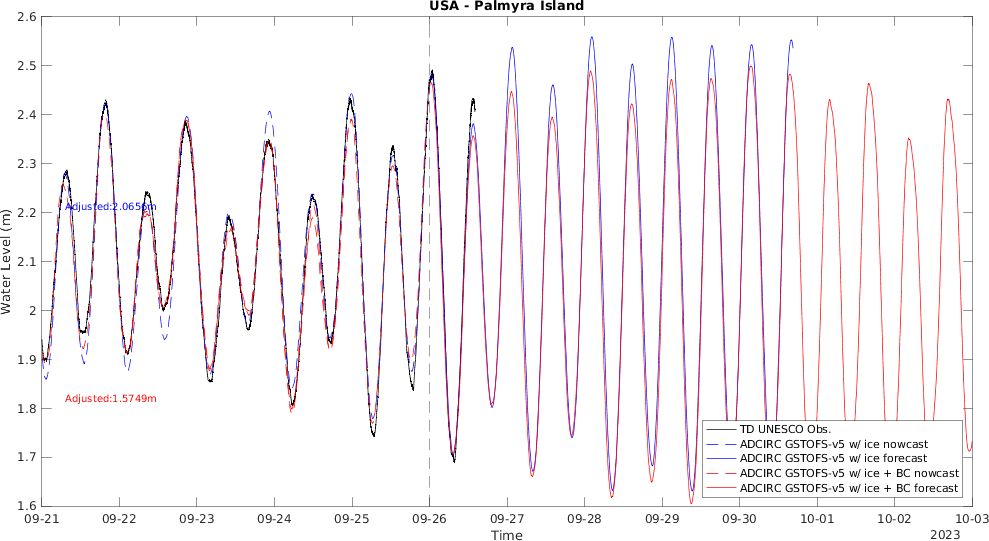 USA - Palmyra Island
2.6
2.5
2.4
2.3
2.2
2.1
2
1.9
1.8
1.7
1.6
Water Level (m)
Adjusted:2.0656m
Adjusted:1.5749m
TD UNESCO Obs.
ADCIRC GSTOFS-v5 w/ ice nowcast
ADCIRC GSTOFS-v5 w/ ice forecast
ADCIRC GSTOFS-v5 w/ ice + BC nowcast
ADCIRC GSTOFS-v5 w/ ice + BC forecast
09-21 09-22 09-23 09-24 09-25 09-26 09-27 09-28 09-29 09-30 10-01 10-02 10-03
Time
2023